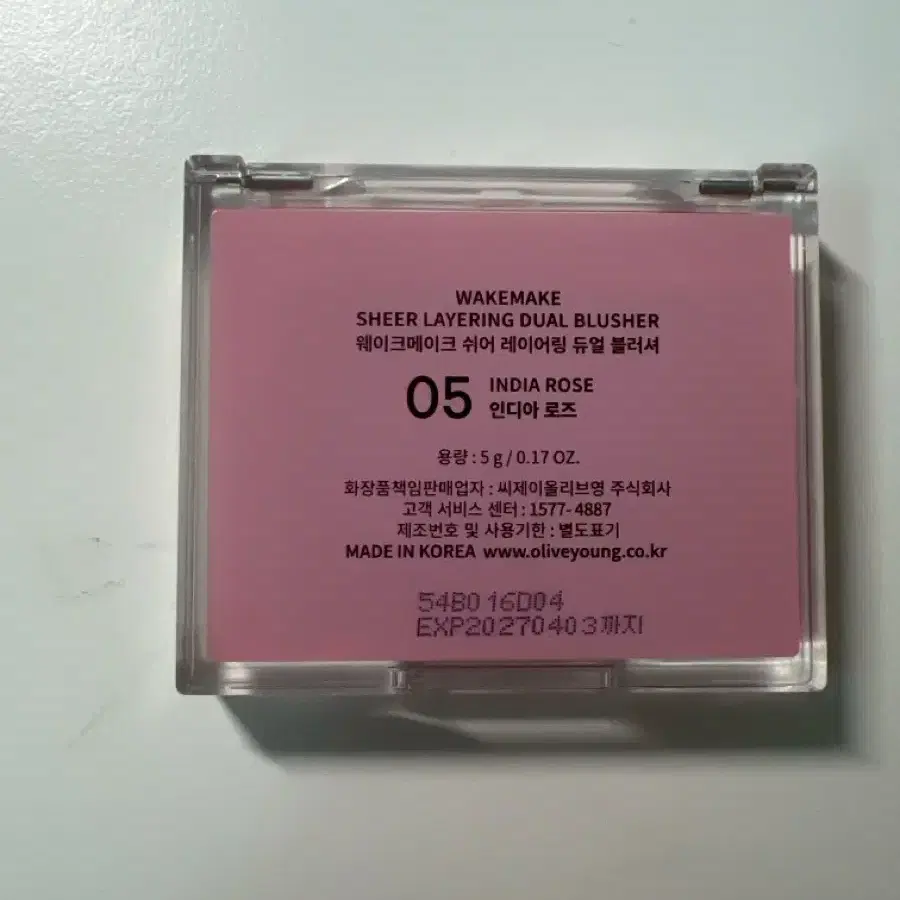 WAKEMAKE
SHEER LAYERING DUAL BLUSHER
웨이크메이크 쉬어 레이어링 듀얼 블러셔
05 INDIA ROSE
인디아 로즈
용량 : 5 g / 0.17 OZ.
화장품책임판매업자 : 씨제이올리브영 주식회사
고객 서비스 센터 : 1577- 4887
제조번호 및 사용기한 : 별도표기
MADE IN KOREA www.oliveyoung.co.kr
54B0 16D04
EXP20270403까지